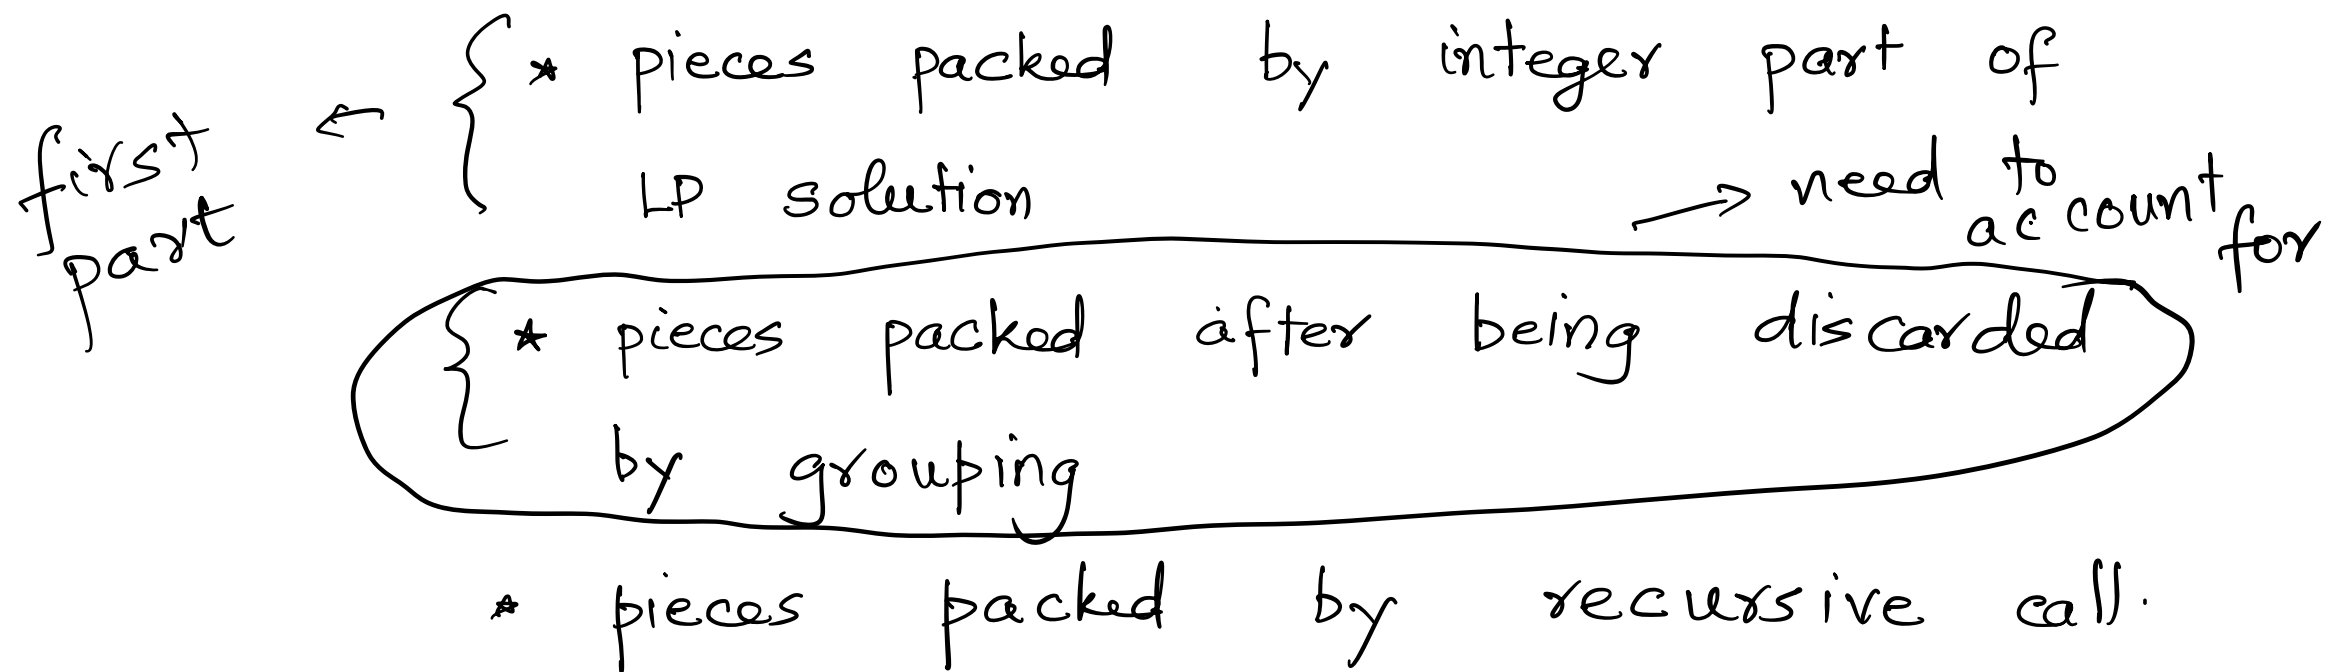 * pieces packed by integer part of
LP solution
first
part
need to
account
for
* pieces packed after being discarded
by grouping
* pieces packed by recursive call.